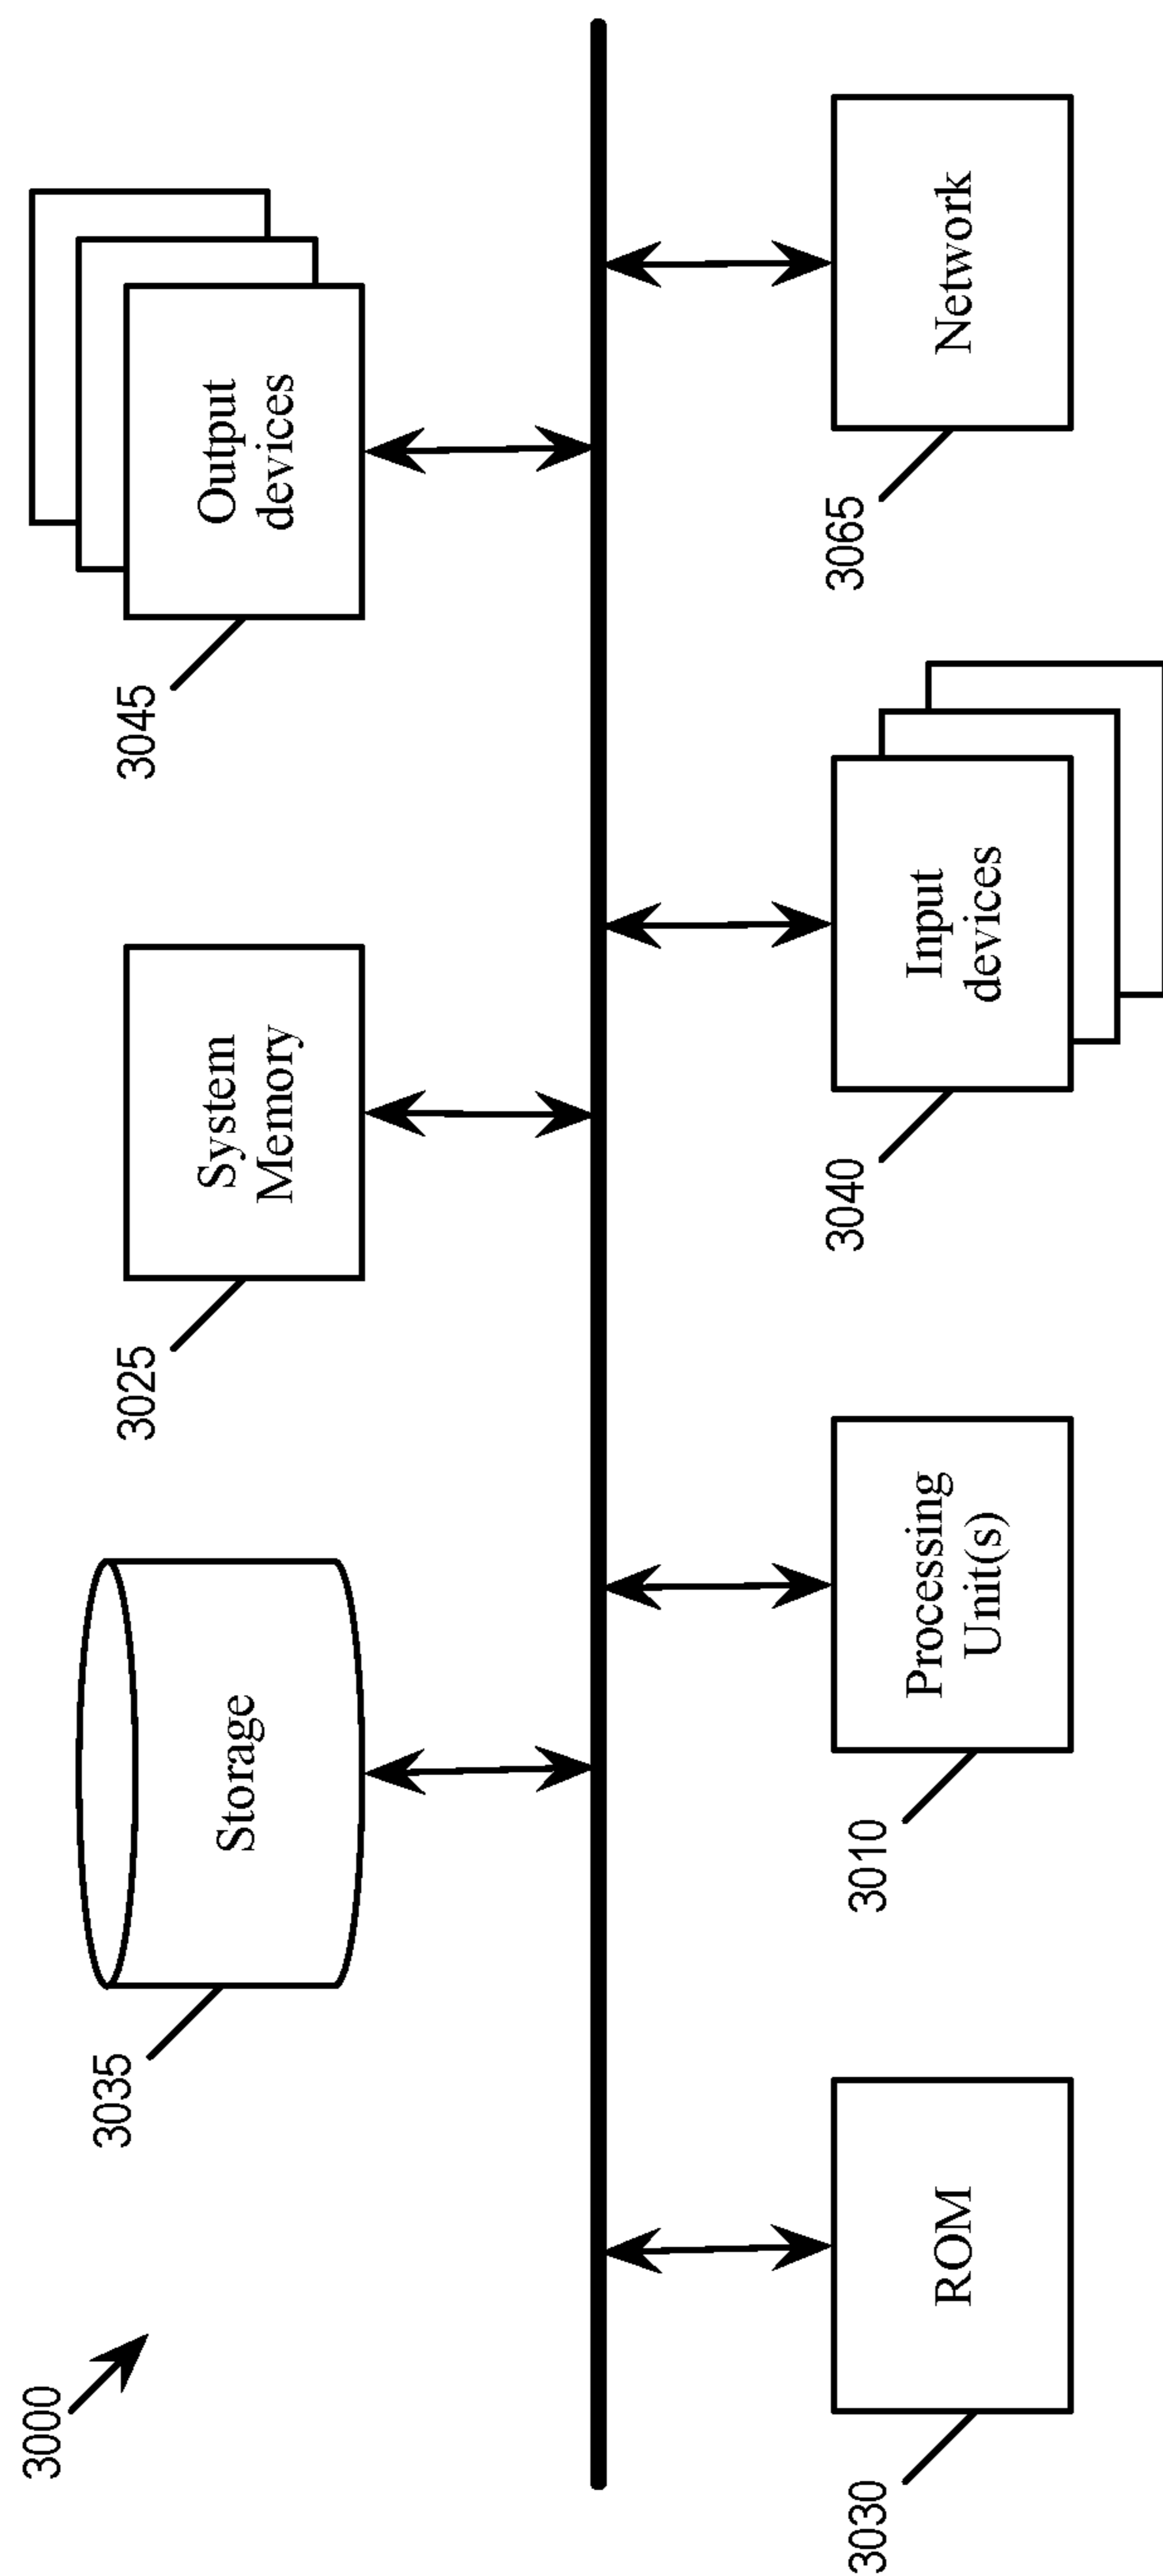 3000
3035
Storage
3025
System
Memory
3045
Output
devices
3030
ROM
3010
Processing
Unit(s)
3040
Input
devices
3065
Network